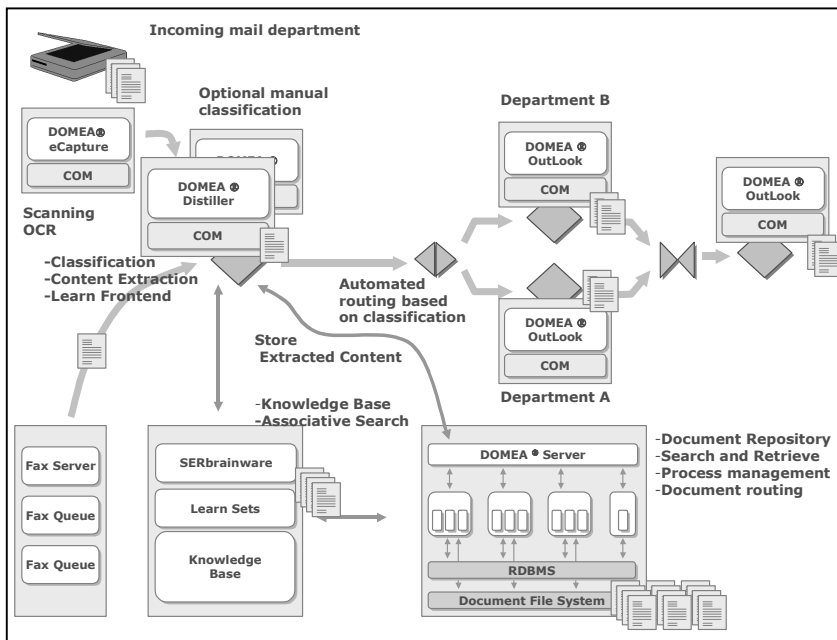 Incoming mail department
Optional manual
classification
DOMEA®
eCapture
COM
Scanning
OCR
DOMEA ®
Distiller
COM
-Classification
-Content Extraction
-Learn Frontend
Automated
routing based
on classification
Department B
DOMEA ®
OutLook
COM
DOMEA ®
OutLook
COM
Department A
DOMEA ®
OutLook
COM
Store
Extracted Content
-Knowledge Base
-Associative Search
Fax Server
Fax Queue
Fax Queue
SERbrainware
Learn Sets
Knowledge
Base
DOMEA ® Server
RDBMS
Document File System
-Document Repository
-Search and Retrieve
-Process management
-Document routing